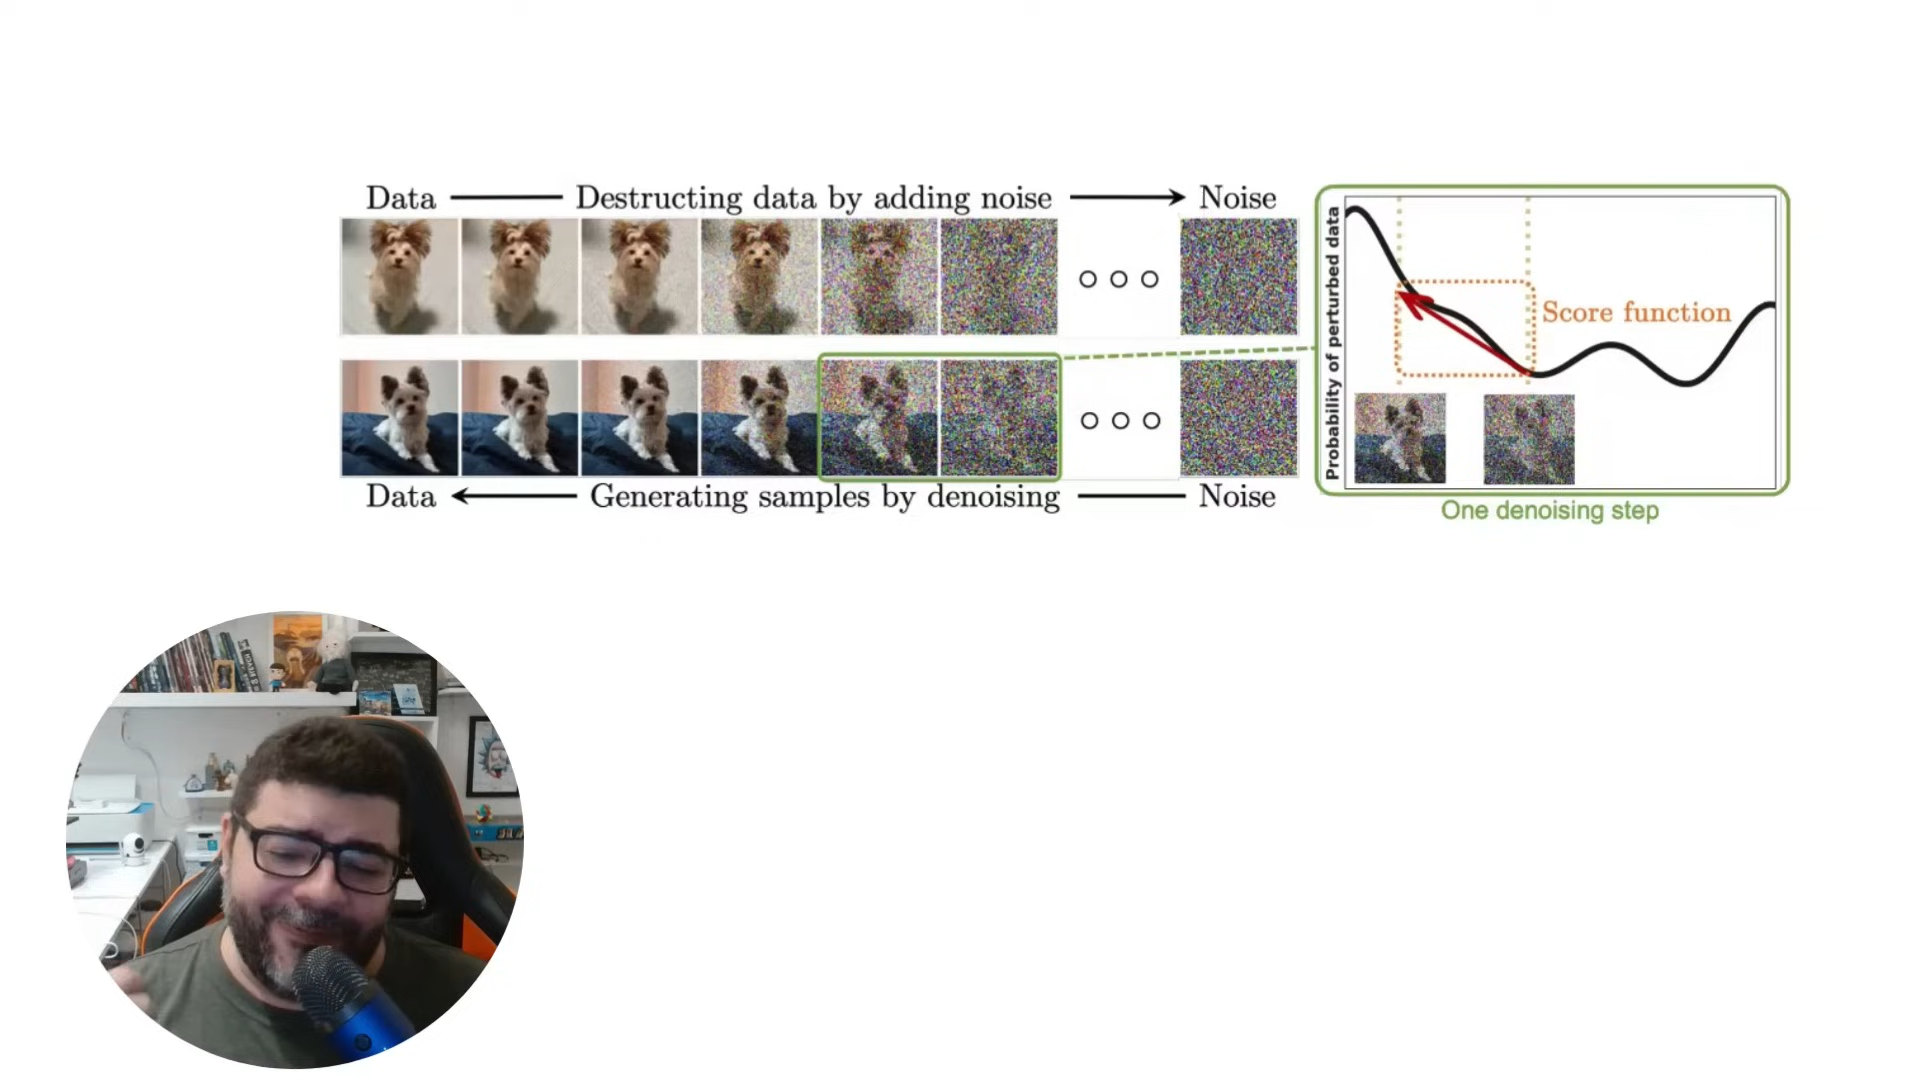 Data Destructing data by adding noise Noise
Probability of perturbed data
Score function
Data Generating samples by denoising Noise
One denoising step